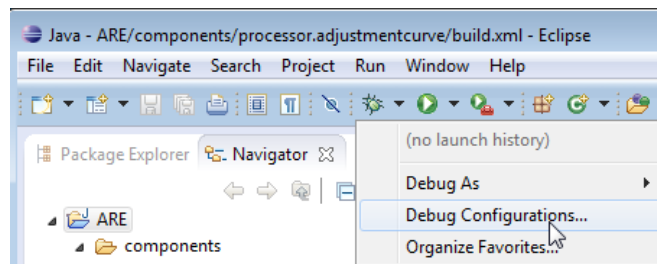 Java - ARE/components/processor.adjustmentcurve/build.xml - Eclipse
File Edit Navigate Search Project Run Window Help
(no launch history)
Package Explorer Navigator
Debug As
ARE
Debug Configurations...
components
Organize Favorites...